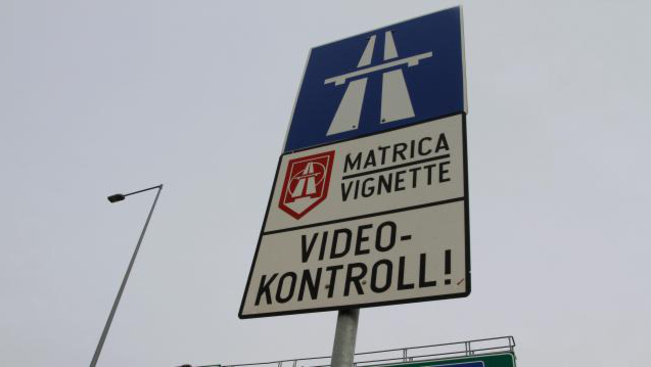 MATRICA
VIGNETTE
VIDEO-
KONTROLL!